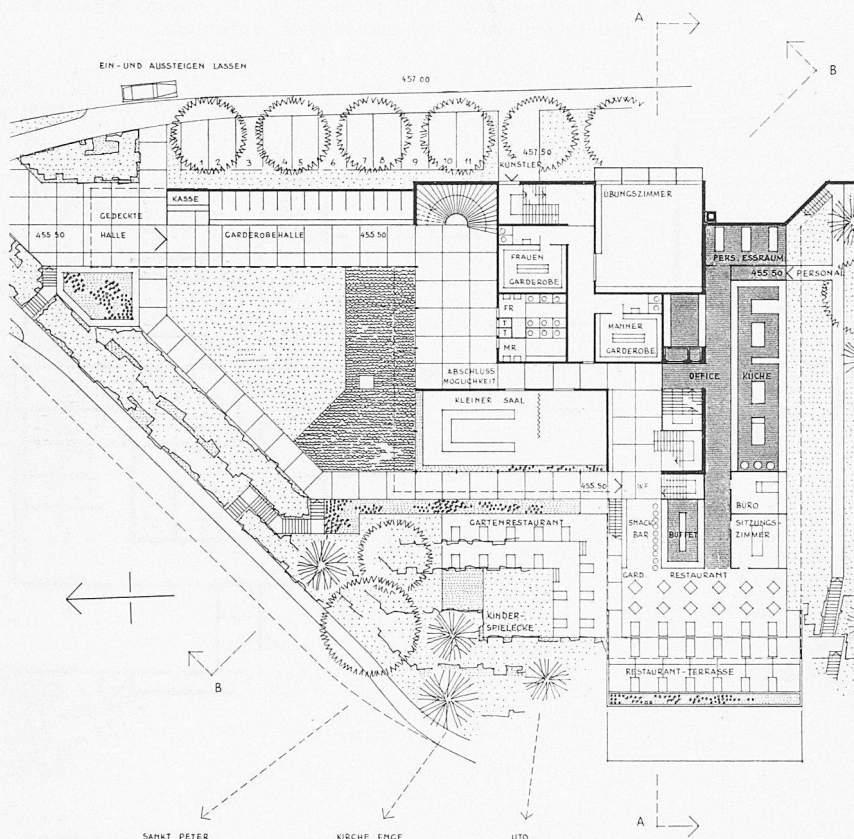 A
B
EIN- UND AUSSTEIGEN LASSEN
457 00
1 2 3 4 5 6 7 8 9 10 11
457.50
KÜNSTLER
KASSE
ÜBUNGSZIMMER
GEDECKTE
HALLE
455 50
GARDEROBEHALLE
455 50
FRAUEN
GARDEROBE
PERS. ESSRAUM
455 50
PERSONAL
FR
T
T
MR
MÄNNER
GARDEROBE
ABSCHLUSS
MÖGLICHKEIT
OFFICE
KÜCHE
KLEINER SAAL
455.50
WF
BÜRO
GARTENRESTAURANT
SNACK
BAR
BUFFET
SITZUNGS-
ZIMMER
GARD.
RESTAURANT
KINDER-
SPIELECKE
RESTAURANT-TERRASSE
B
A
SANKT PETER
KIRCHE ENGE
UTO